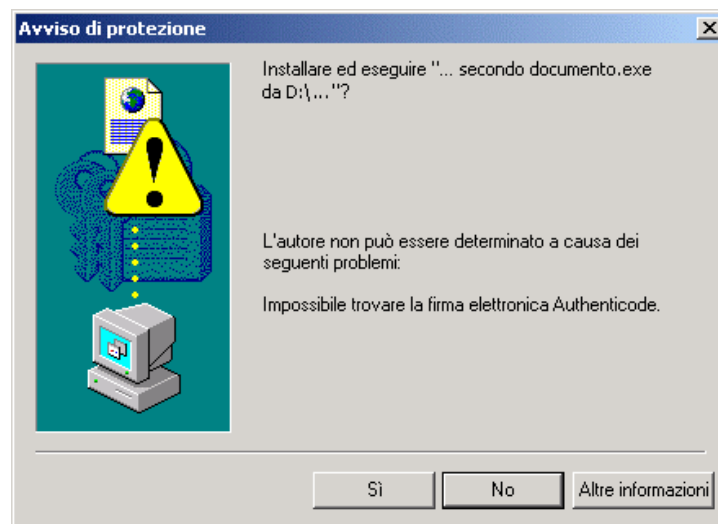 Avviso di protezione
Installare ed eseguire "... secondo documento.exe
da D:\..."?
L'autore non può essere determinato a causa dei
seguenti problemi:
Impossibile trovare la firma elettronica Authenticode.
Sì
No
Altre informazioni